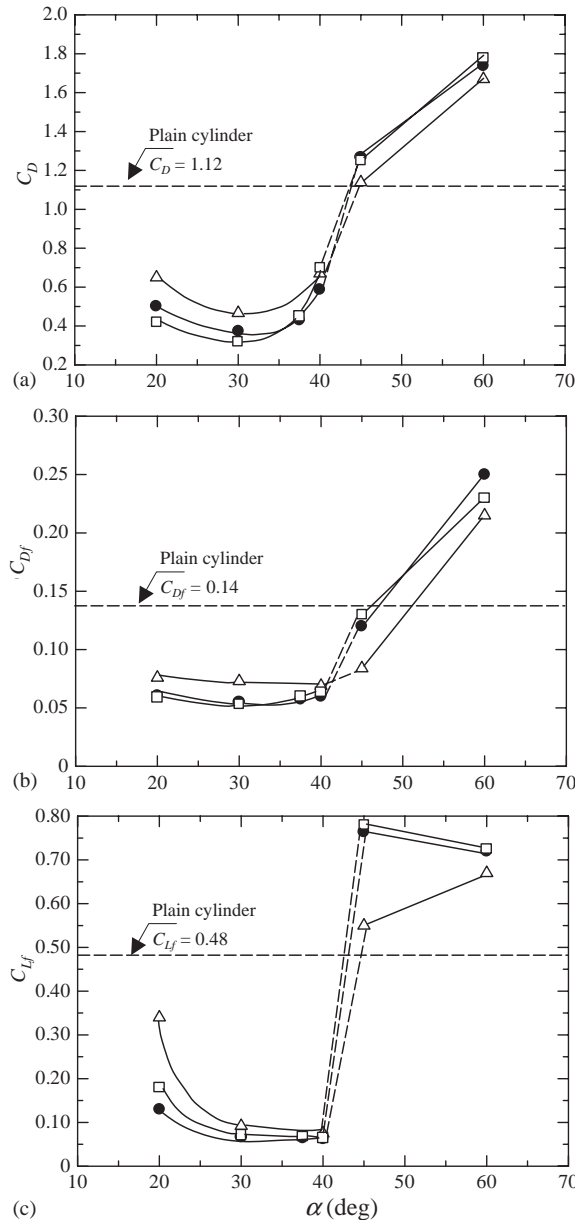 2.0
1.8
1.6
1.4
1.2
1.0
0.8
0.6
0.4
0.2
C_D
Plain cylinder
C_D = 1.12
(a)
10 20 30 40 50 60 70
0.30
0.25
0.20
0.15
0.10
0.05
0
C_Df
Plain cylinder
C_Df = 0.14
(b)
10 20 30 40 50 60 70
0.80
0.70
0.60
0.50
0.40
0.30
0.20
0.10
0
C_Lf
Plain cylinder
C_Lf = 0.48
10 20 30 40 50 60 70
(c)
α (deg)